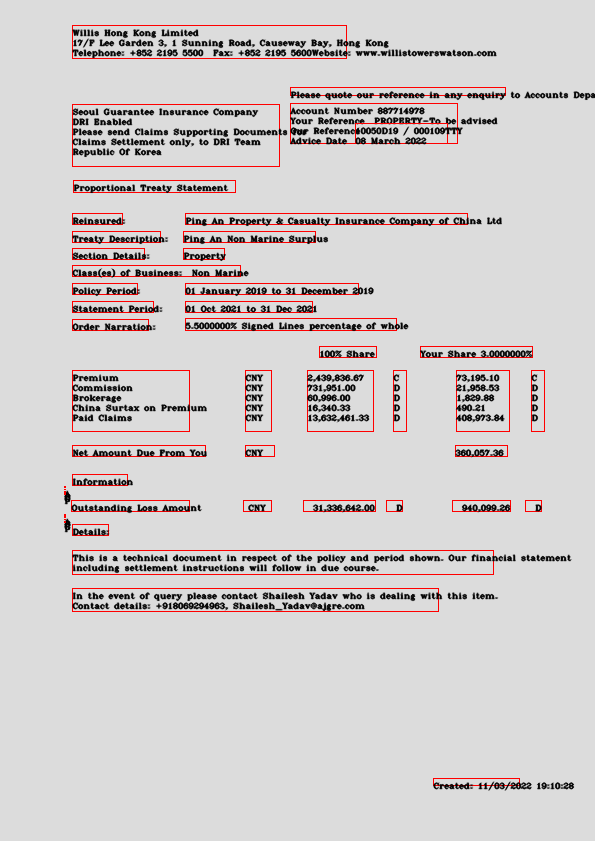 Willis Hong Kong Limited
17/F Lee Garden 3, 1 Sunning Road, Causeway Bay, Hong Kong
Telephone: +852 2195 5500 Fax: +852 2195 5600Website: www.willistowerswatson.com
Please quote our reference in any enquiry to Accounts Depa
Seoul Guarantee Insurance Company
DRI Enabled
Please send Claims Supporting Documents for
Claims Settlement only, to DRI Team
Republic Of Korea
Account Number 887714978
Your Reference PROPERTY-To be advised
Our Reference 10050D19 / 000109TTY
Advice Date 08 March 2022
Proportional Treaty Statement
Reinsured: Ping An Property & Casualty Insurance Company of China Ltd
Treaty Description: Ping An Non Marine Surplus
Section Details: Property
Class(es) of Business: Non Marine
Policy Period: 01 January 2019 to 31 December 2019
Statement Period: 01 Oct 2021 to 31 Dec 2021
Order Narration: 5.5000000% Signed Lines percentage of whole
100% Share Your Share 3.0000000%
Premium CNY 2,439,836.67 C 73,195.10 C
Commission CNY 731,951.00 D 21,958.53 D
Brokerage CNY 60,996.00 D 1,829.88 D
China Surtax on Premium CNY 16,340.33 D 490.21 D
Paid Claims CNY 13,632,461.33 D 408,973.84 D
Net Amount Due From You CNY 360,057.36
Information
Outstanding Loss Amount CNY 31,336,642.00 D 940,099.26 D
Details:
This is a technical document in respect of the policy and period shown. Our financial statement
including settlement instructions will follow in due course.
In the event of query please contact Shailesh Yadav who is dealing with this item.
Contact details: +918069294963, Shailesh_Yadav@ajgre.com
Created: 11/03/2022 19:10:28